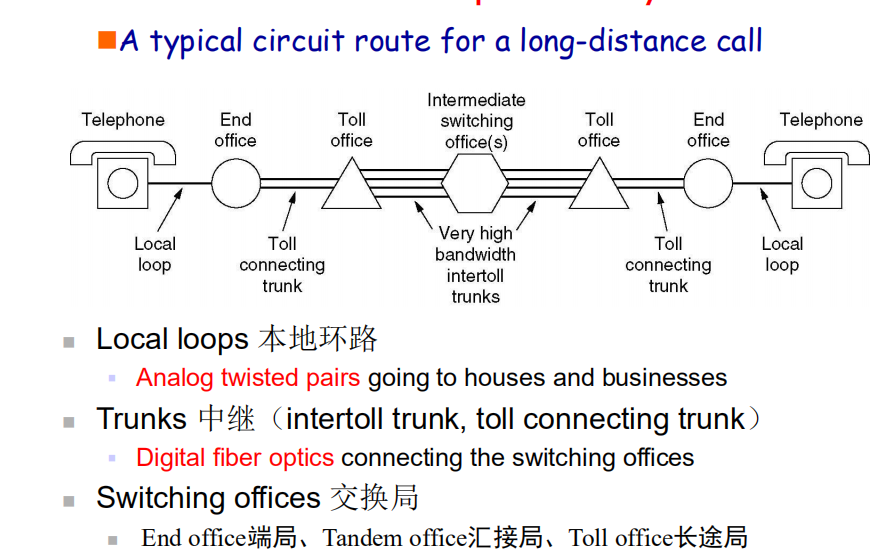 A typical circuit route for a long-distance call
Telephone
End
office
Toll
office
Intermediate
switching
office(s)
Toll
office
End
office
Telephone
Local
loop
Toll
connecting
trunk
Very high
bandwidth
intertoll
trunks
Toll
connecting
trunk
Local
loop
Local loops 本地环路
Analog twisted pairs going to houses and businesses
Trunks 中继（intertoll trunk, toll connecting trunk）
Digital fiber optics connecting the switching offices
Switching offices 交换局
End office端局、Tandem office汇接局、Toll office长途局